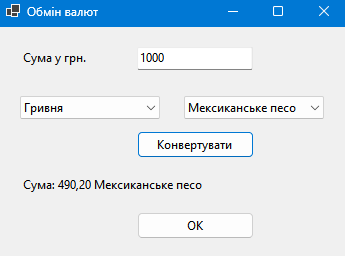 Обмін валют
Сума у грн.
1000
Гривня
Мексиканське песо
Конвертувати
Сума: 490,20 Мексиканське песо
OK